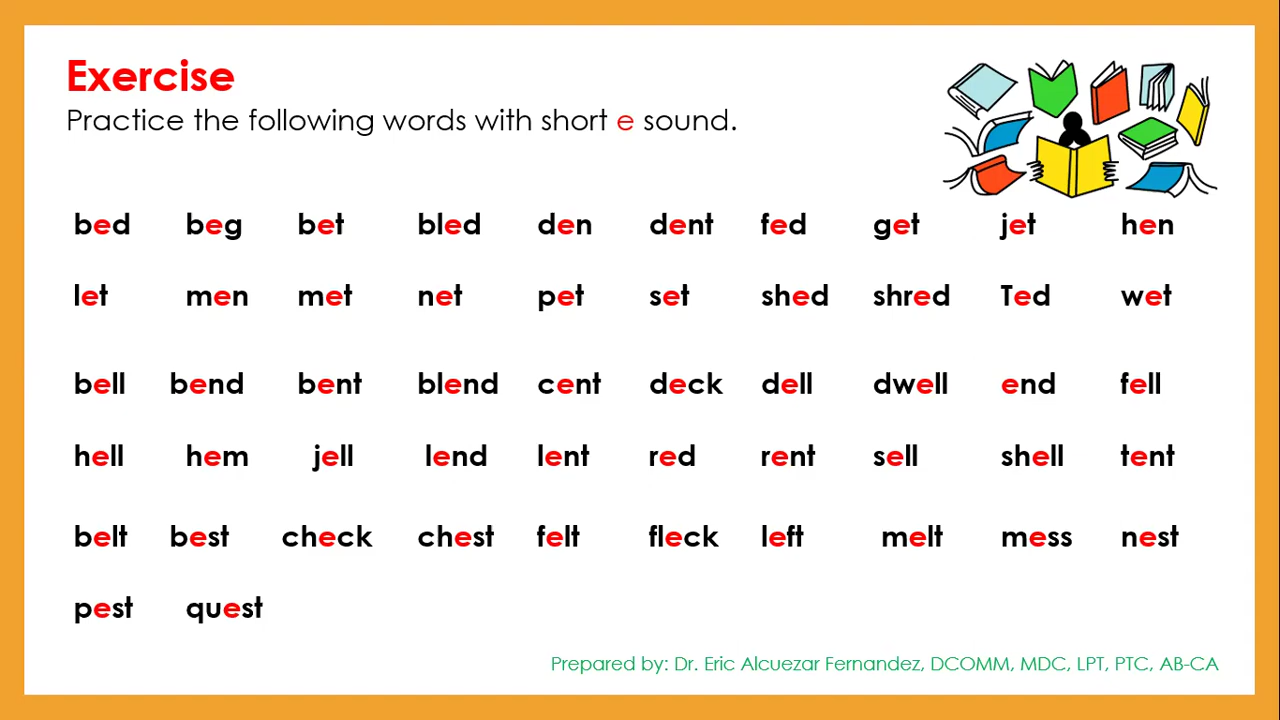 Exercise
Practice the following words with short e sound.
bed beg bet bled den dent fed get jet hen
let men met net pet set shed shred Ted wet
bell bend bent blend cent deck dell dwell end fell
hell hem jell lend lent red rent sell shell tent
belt best check chest felt fleck left melt mess nest
pest quest
Prepared by: Dr. Eric Alcuezar Fernandez, DCOMM, MDC, LPT, PTC, AB-CA